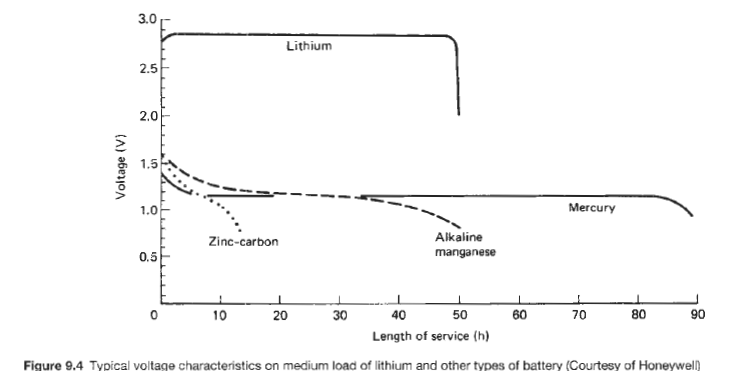 3.0
Lithium
2.5
2.0
Voltage (V)
1.5
1.0
Mercury
Zinc-carbon
Alkaline
manganese
0.5
0 10 20 30 40 50 60 70 80 90
Length of service (h)
Figure 9.4 Typical voltage characteristics on medium load of lithium and other types of battery (Courtesy of Honeywell)